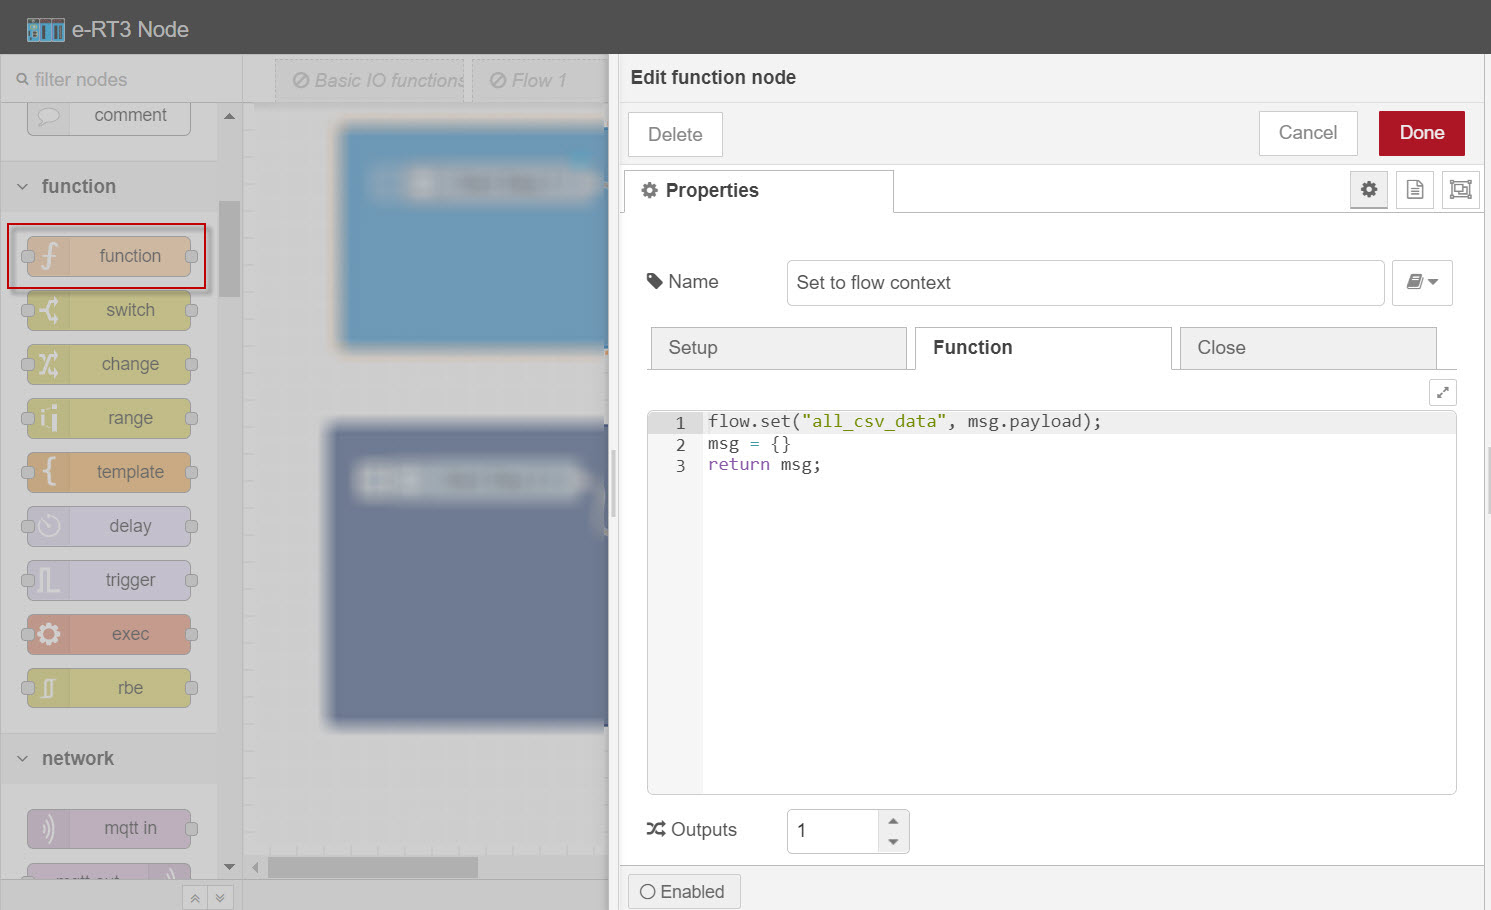 e-RT3 Node
filter nodes
Basic IO functions
Flow 1
comment
function
function
switch
change
range
template
delay
trigger
exec
rbe
network
mqtt in
Edit function node
Delete
Cancel
Done
Properties
Name
Set to flow context
Setup
Function
Close
1 flow.set("all_csv_data", msg.payload);
2 msg = {}
3 return msg;
Outputs
1
Enabled